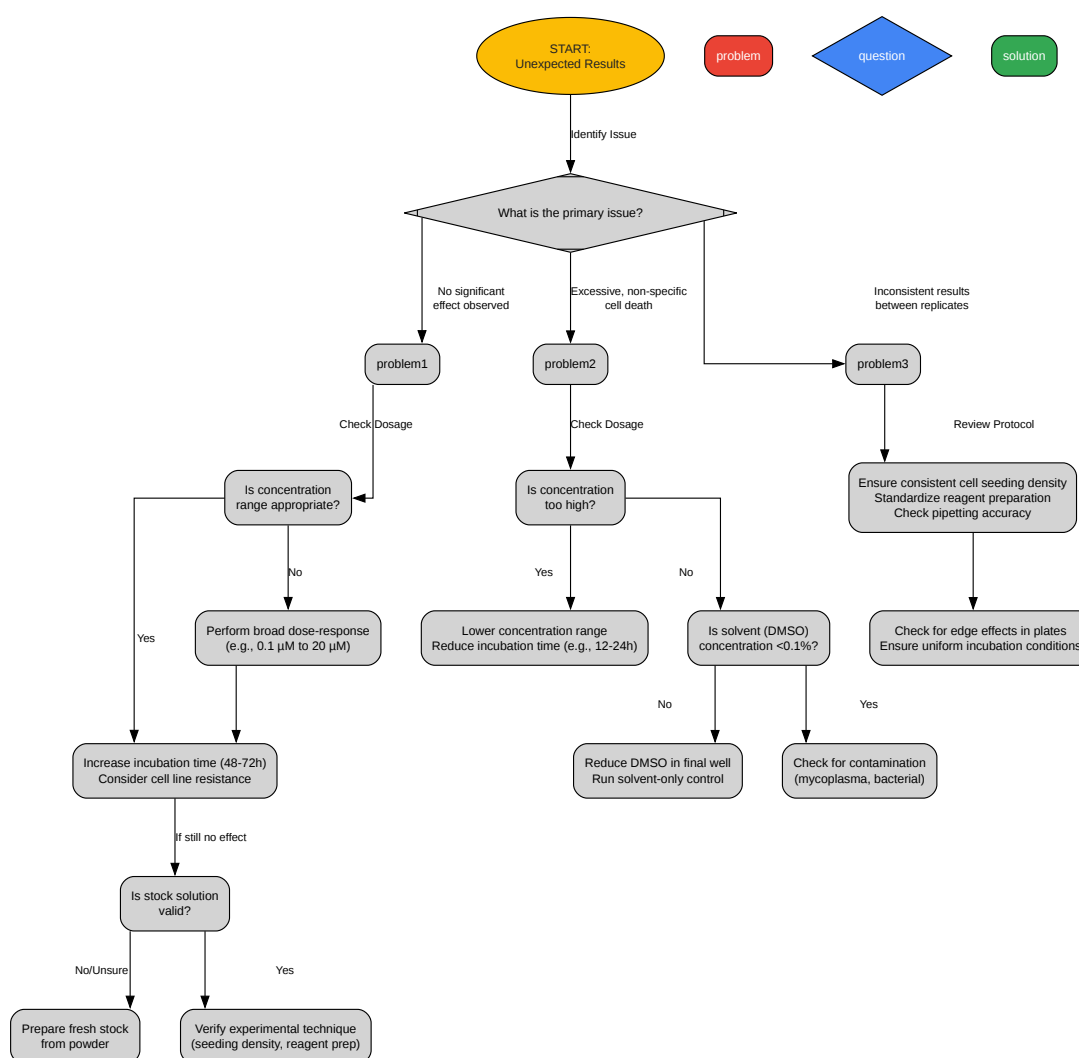 START:
Unexpected Results
problem
question
solution
Identify Issue
What is the primary issue?
No significant
effect observed
Excessive, non-specific
cell death
Inconsistent results
between replicates
problem1
problem2
problem3
Check Dosage
Check Dosage
Review Protocol
Is concentration
range appropriate?
Is concentration
too high?
Ensure consistent cell seeding density
Standardize reagent preparation
Check pipetting accuracy
No
Yes
No
Yes
Perform broad dose-response
(e.g., 0.1 µM to 20 µM)
Lower concentration range
Reduce incubation time (e.g., 12-24h)
Is solvent (DMSO)
concentration <0.1%?
Check for edge effects in plates
Ensure uniform incubation conditions
No
Yes
Increase incubation time (48-72h)
Consider cell line resistance
Reduce DMSO in final well
Run solvent-only control
Check for contamination
(mycoplasma, bacterial)
If still no effect
Is stock solution
valid?
No/Unsure
Yes
Prepare fresh stock
from powder
Verify experimental technique
(seeding density, reagent prep)